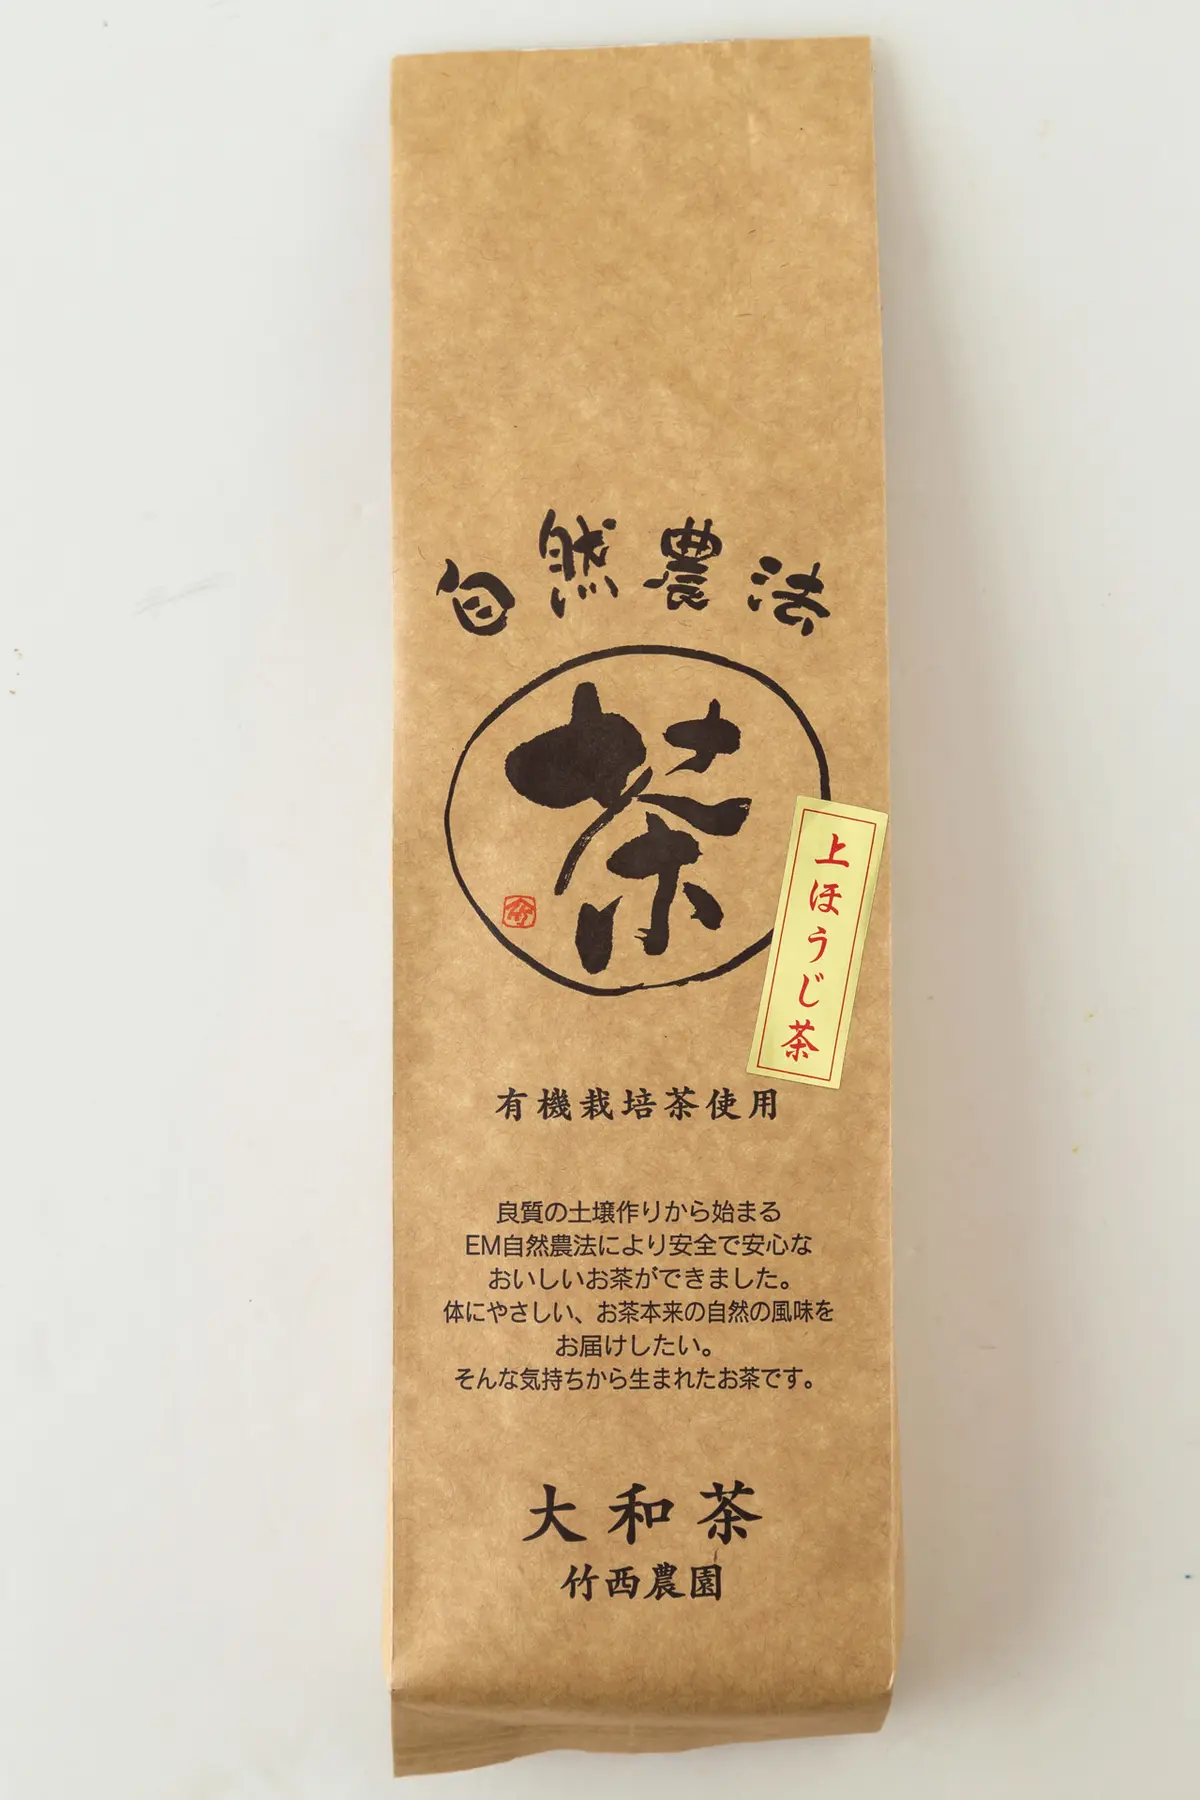 自然農法
茶
竹
上ほうじ茶
有機栽培茶使用
良質の土壌作りから始まる
EM自然農法により安全で安心な
おいしいお茶ができました。
体にやさしい、お茶本来の自然の風味を
お届けしたい。
そんな気持ちから生まれたお茶です。
大和茶
竹西農園